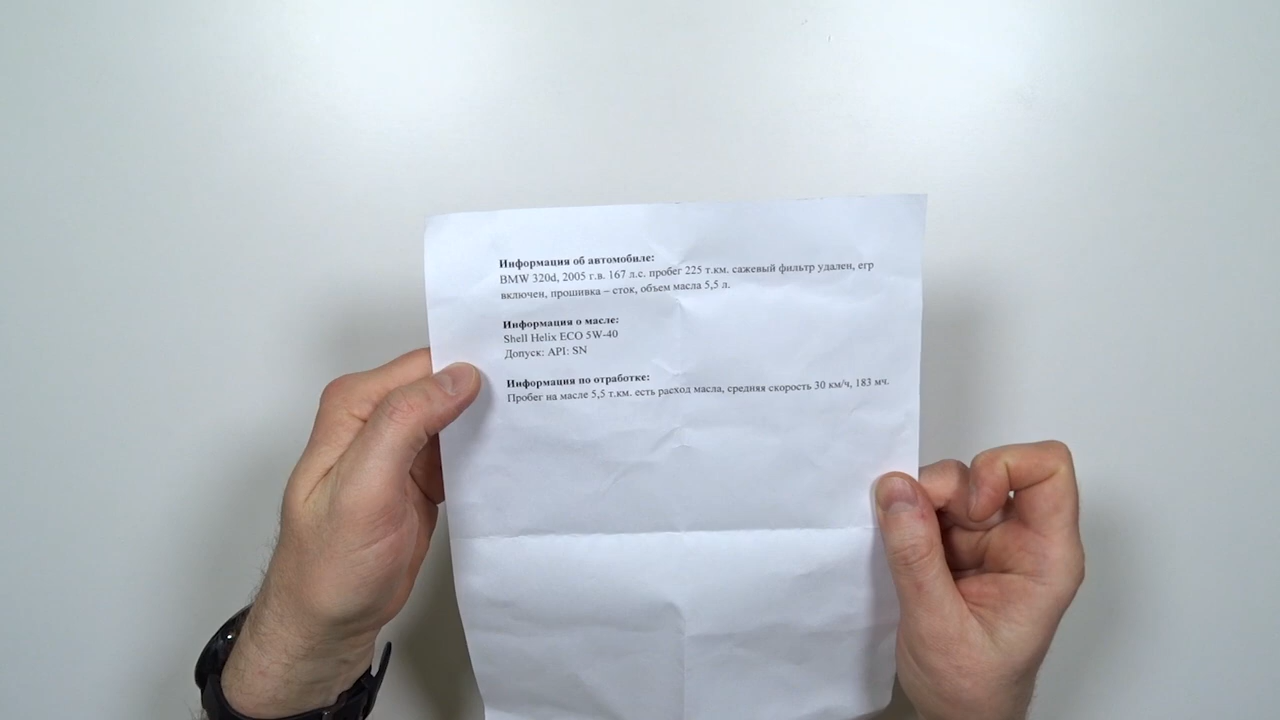 Информация об автомобиле:
BMW 320d, 2005 г.в. 167 л.с. пробег 225 т.км. сажевый фильтр удален, егр
включен, прошивка – сток, объем масла 5,5 л.
Информация о масле:
Shell Helix ECO 5W-40
Допуск: API: SN
Информация по отработке:
Пробег на масле 5,5 т.км. есть расход масла, средняя скорость 30 км/ч, 183 мч.